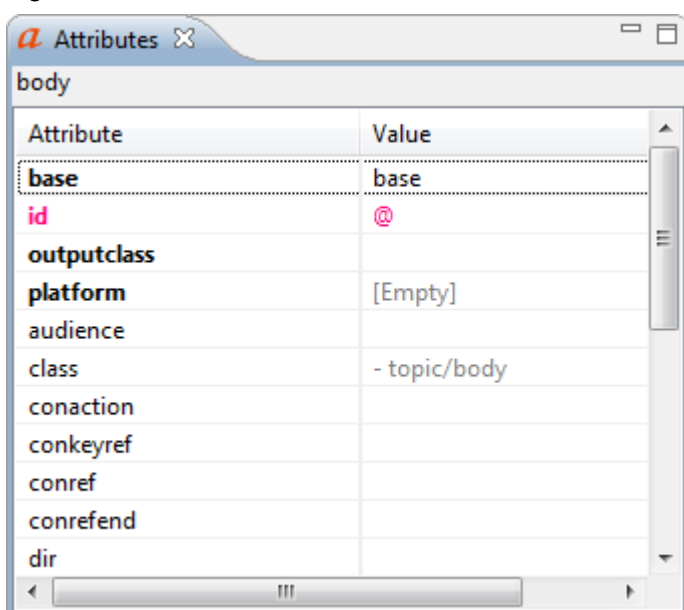 a Attributes
body
Attribute Value
base base
id @
outputclass
platform [Empty]
audience
class - topic/body
conaction
conkeyref
conref
conrefend
dir